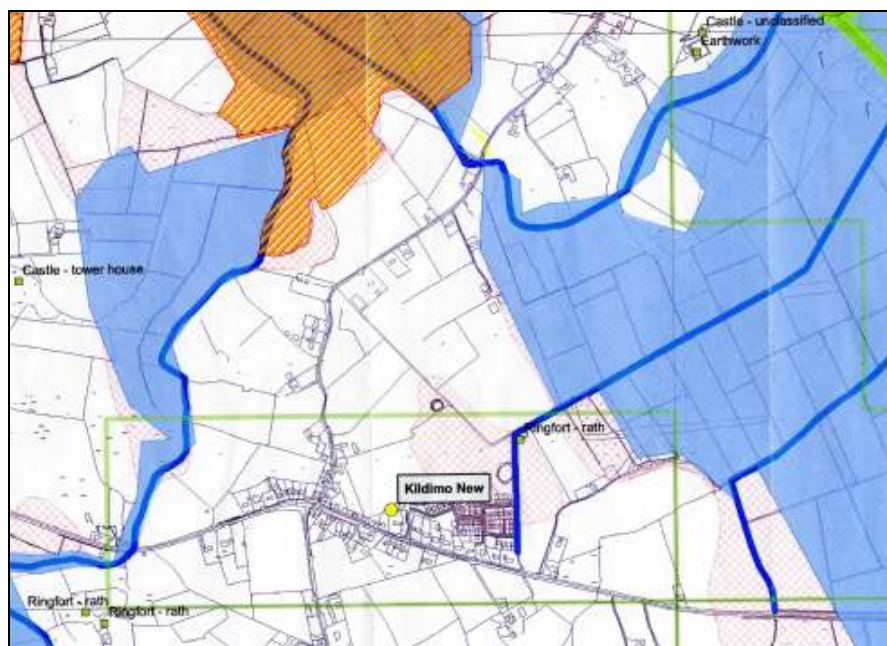 Castle - unclassified
Earthwork
Castle - tower house
Ringfort - rath
Kildimo New
Ringfort - rath
Ringfort - rath